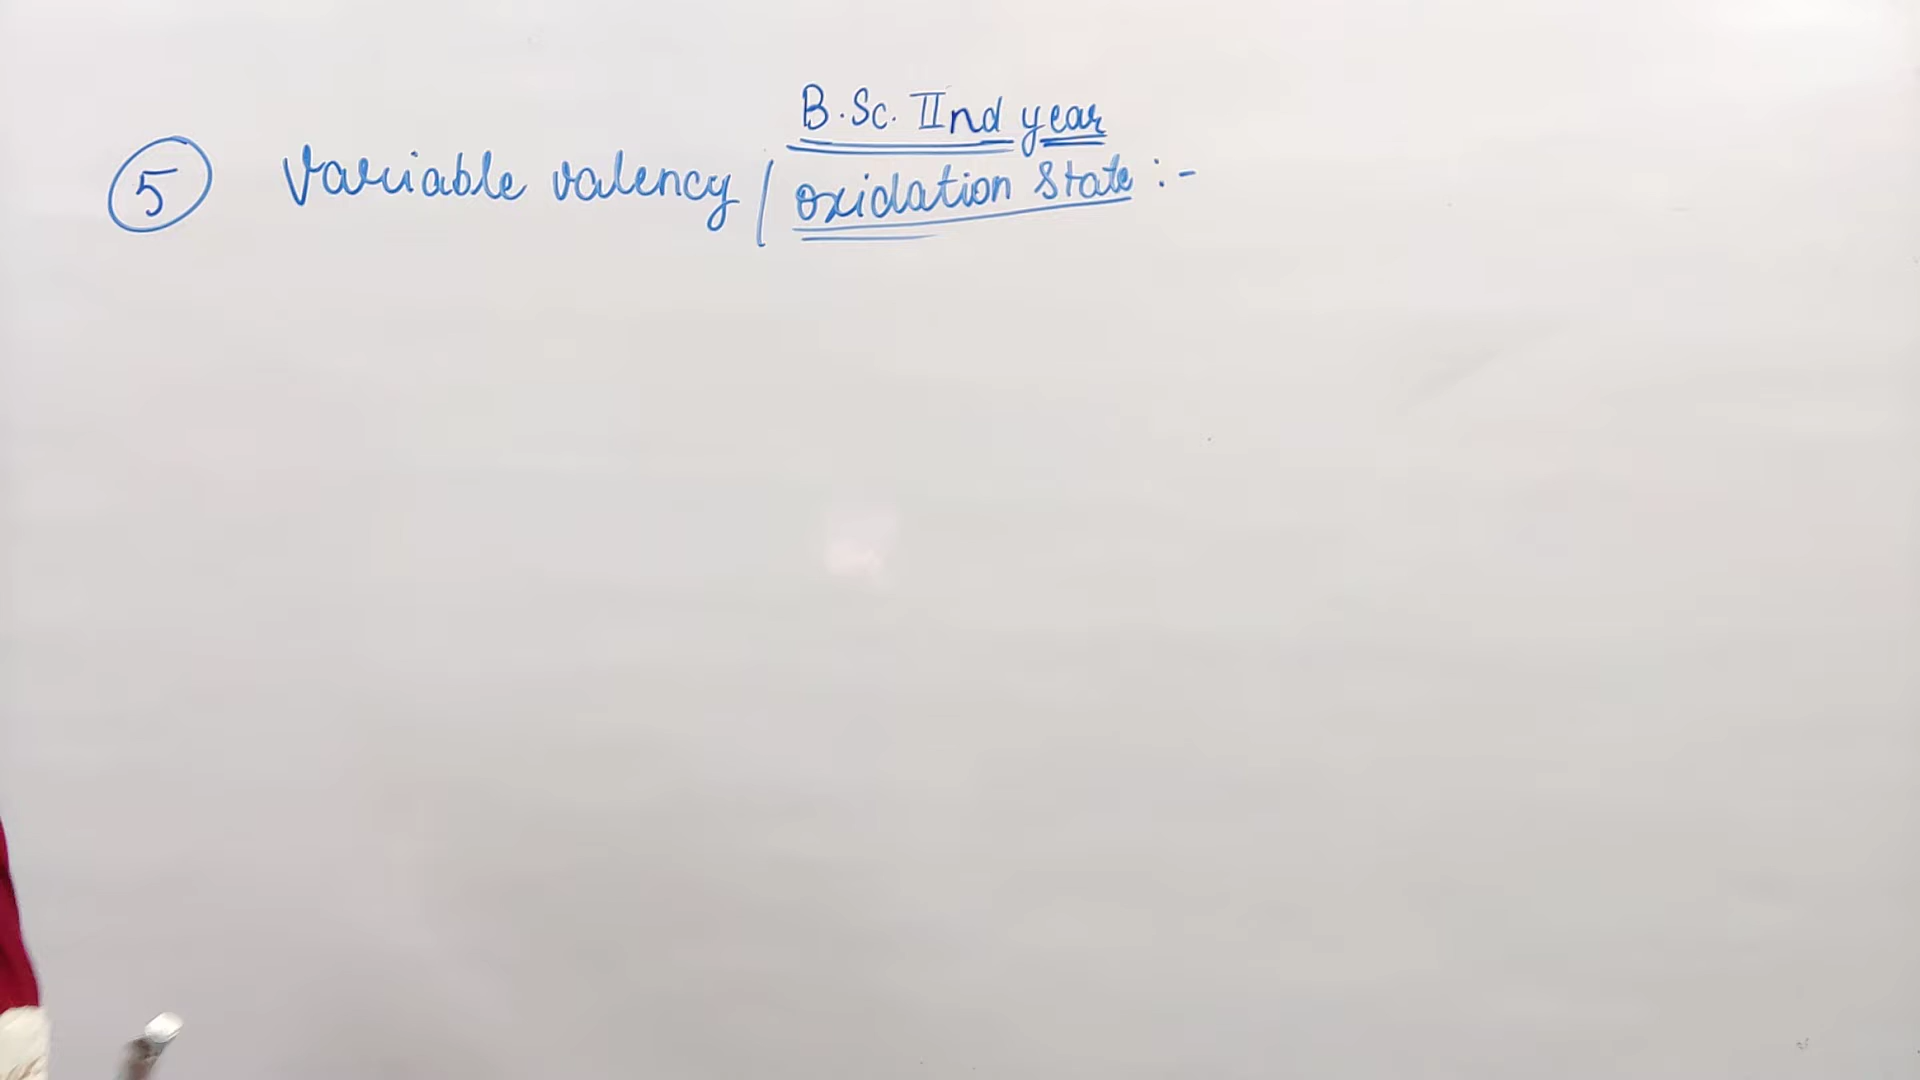 B.Sc. IInd year
5 Variable valency / oxidation state :-